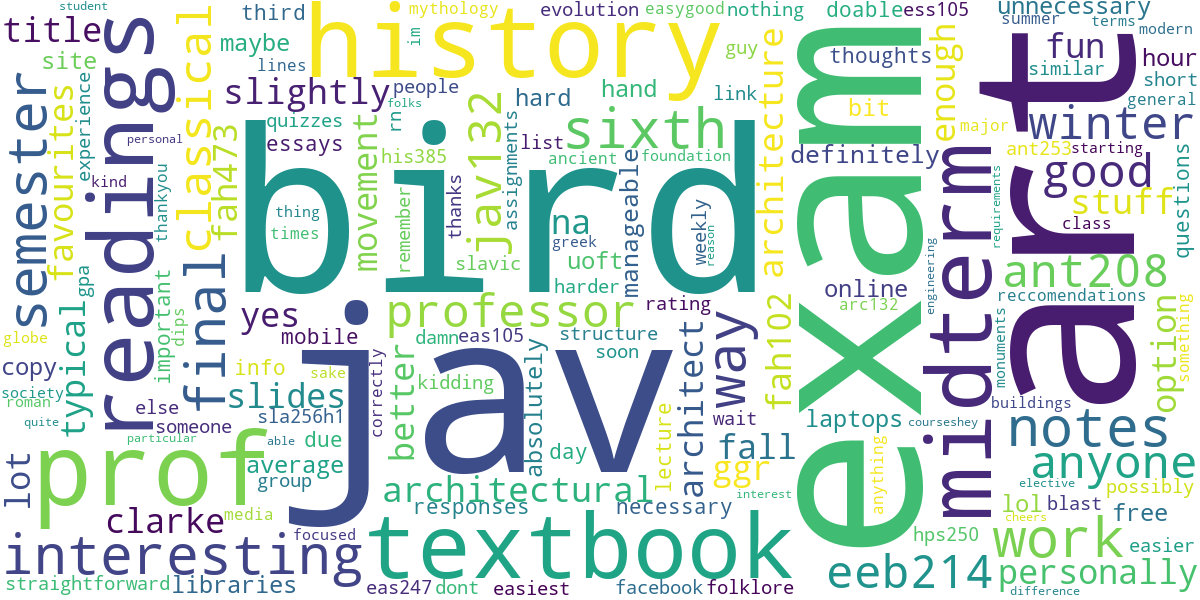 student
title
readings
third
mythology
evolution
easygood
nothing
doable
ess105
unnecessary
summer
terms
modern
history
im
guy
maybe
site
lines
classical
slightly
people
folks
rn
hard
hand
link
thoughts
enough
fun
hour
similar
short
general
semester
favourites
experience
quizzes
essays
movement
jav132
assignments
list
sixth
architecture
bit
major
winter
exam
art
midterm
personal
fah473
his385
ancient
foundation
definitely
ant253
starting
good
stuff
questions
kind
thankyou
bird
thing
times
remember
thanks
na
greek
manageable
weekly
reason
requirements
class
slavic
uoft
harder
gpa
important
dips
final
online
arc132
engineering
ant208
reccomendations
globe
typical
yes
mobile
professor
rating
fah102
monuments
option
something
copy
info
sake
jav
damn
eas105
structure
soon
architect
way
kidding
better
correctly
absolutely
society
roman
quite
else
someone
slides
sla256h1
wait
laptops
courseshey
buildings
notes
particular
able
due
day
lecture
fall
anything
anyone
prof
average
group
ggr
interest
elective
possibly
lot
architectural
clarke
media
responses
necessary
lol
blast
free
cheers
focused
textbook
hps250
work
easier
interesting
eeb214
personally
straightforward
libraries
eas247
dont
easiest
facebook
folklore
difference